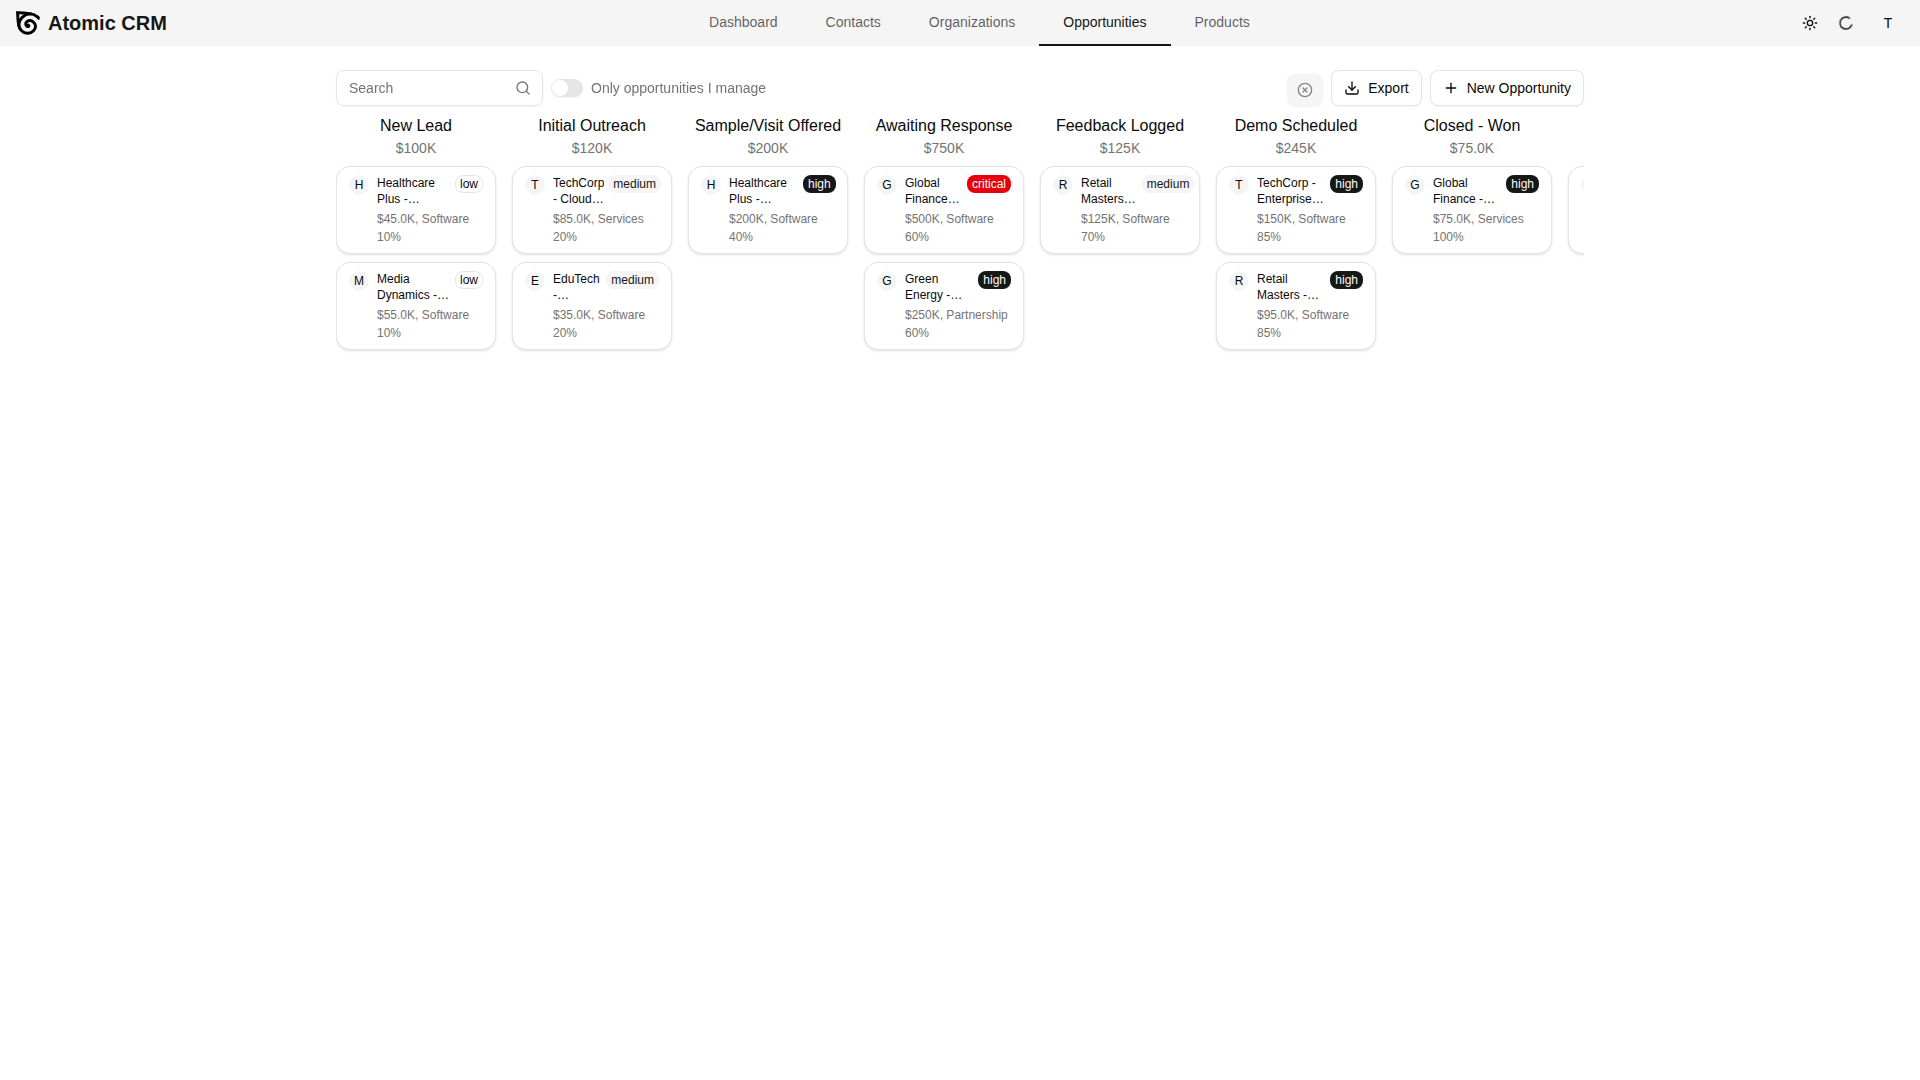 Atomic CRM
Dashboard
Contacts
Organizations
Opportunities
Products
T
Search
Only opportunities I manage
Export
New Opportunity
New Lead
$100K
H
Healthcare
Plus -…
low
$45.0K, Software
10%
M
Media
Dynamics -…
low
$55.0K, Software
10%
Initial Outreach
$120K
T
TechCorp
- Cloud…
medium
$85.0K, Services
20%
E
EduTech
-…
medium
$35.0K, Software
20%
Sample/Visit Offered
$200K
H
Healthcare
Plus -…
high
$200K, Software
40%
Awaiting Response
$750K
G
Global
Finance…
critical
$500K, Software
60%
G
Green
Energy -…
high
$250K, Partnership
60%
Feedback Logged
$125K
R
Retail
Masters…
medium
$125K, Software
70%
Demo Scheduled
$245K
T
TechCorp -
Enterprise…
high
$150K, Software
85%
R
Retail
Masters -…
high
$95.0K, Software
85%
Closed - Won
$75.0K
G
Global
Finance -…
high
$75.0K, Services
100%